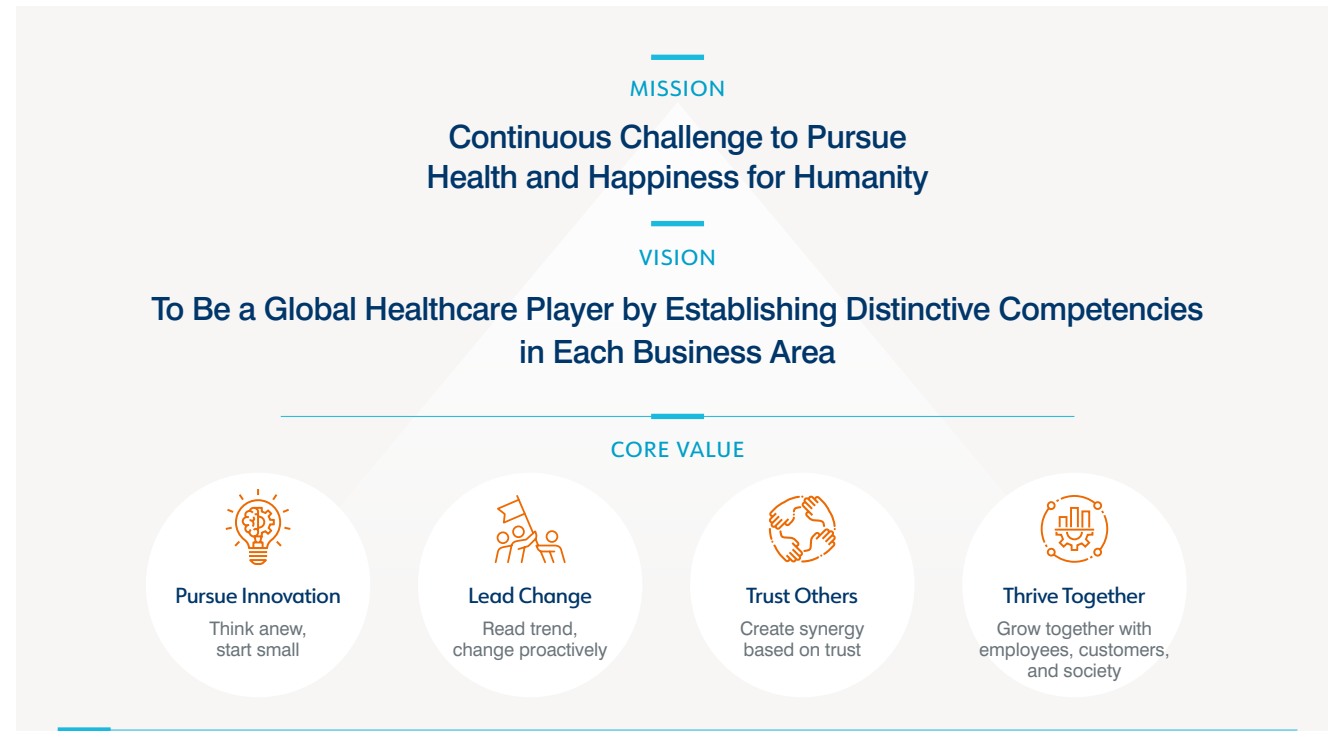 MISSION
Continuous Challenge to Pursue
Health and Happiness for Humanity
VISION
To Be a Global Healthcare Player by Establishing Distinctive Competencies
in Each Business Area
CORE VALUE
Pursue Innovation
Think anew,
start small
Lead Change
Read trend,
change proactively
Trust Others
Create synergy
based on trust
Thrive Together
Grow together with
employees, customers,
and society